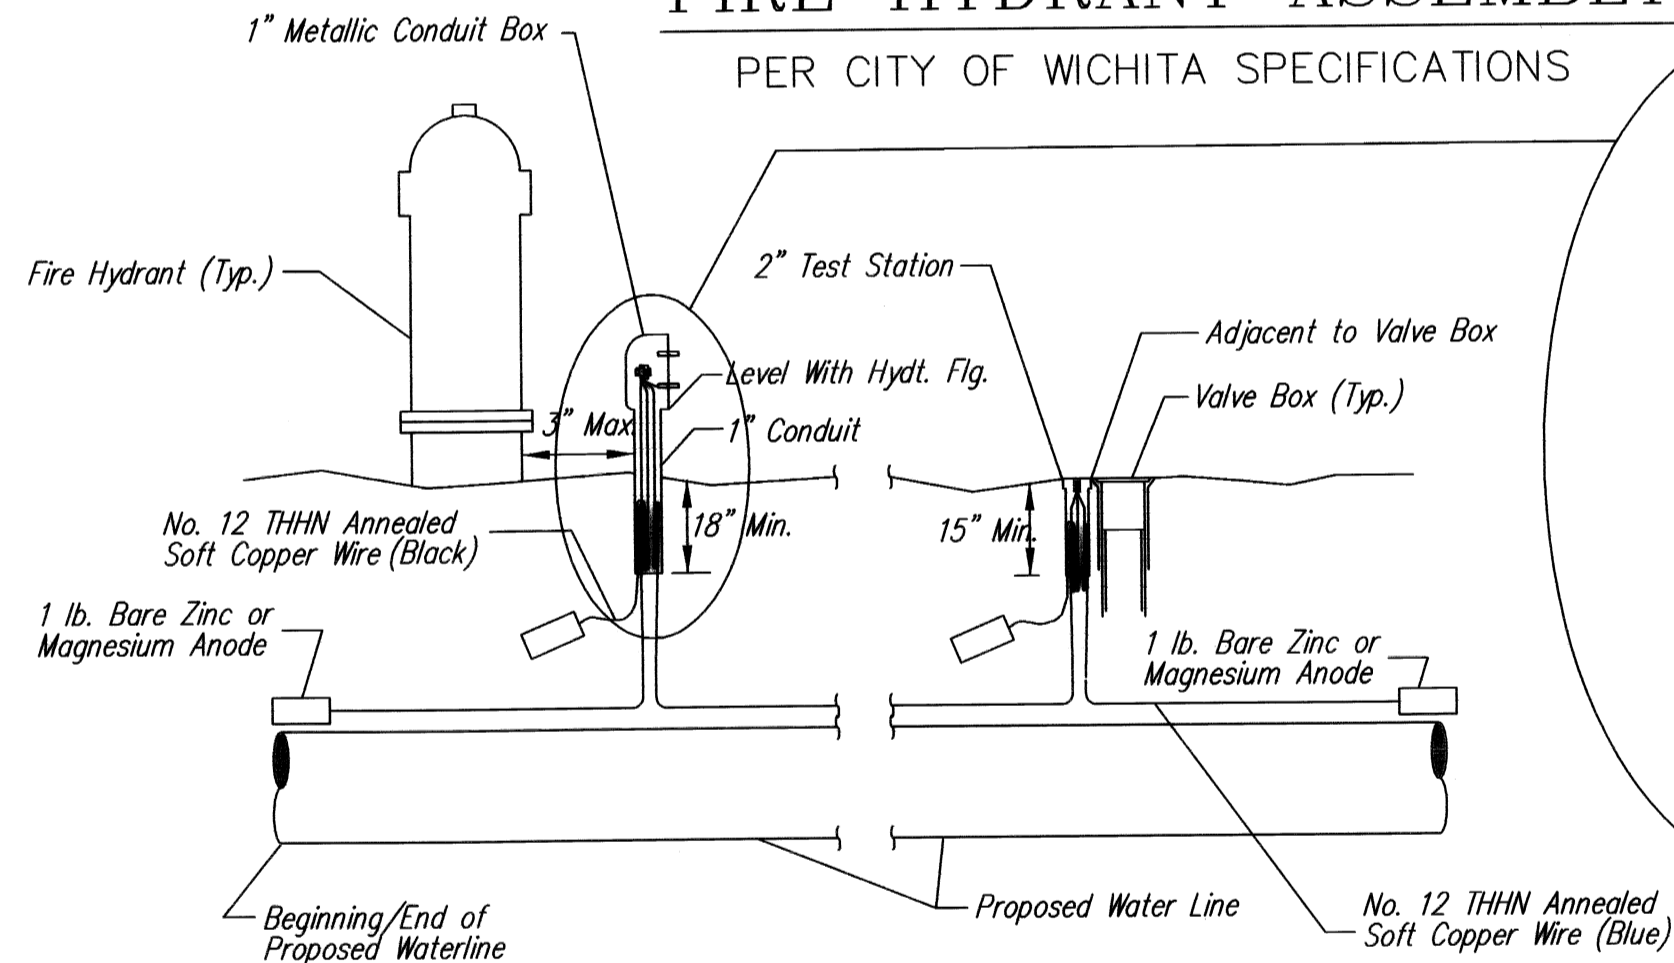 FIRE HYDRANT ASSEMBLY
PER CITY OF WICHITA SPECIFICATIONS
1" Metallic Conduit Box
Fire Hydrant (Typ.)
2" Test Station
Adjacent to Valve Box
Level With Hydt. Flg.
Valve Box (Typ.)
3" Max.
1" Conduit
No. 12 THHN Annealed
Soft Copper Wire (Black)
18" Min.
15" Min.
1 lb. Bare Zinc or
Magnesium Anode
1 lb. Bare Zinc or
Magnesium Anode
Beginning/End of
Proposed Waterline
Proposed Water Line
No. 12 THHN Annealed
Soft Copper Wire (Blue)